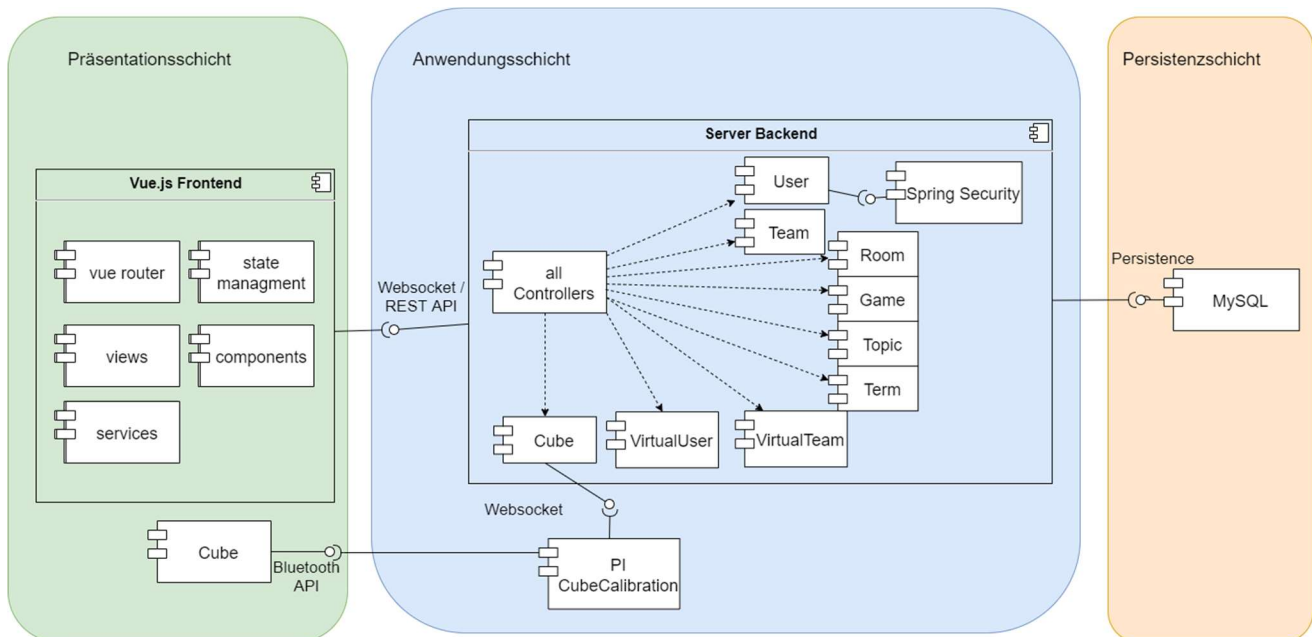 Präsentationsschicht
Anwendungsschicht
Persistenzschicht
Vue.js Frontend
vue router
state
managment
views
components
services
Cube
Bluetooth
API
Websocket /
REST API
Server Backend
all
Controllers
User
Spring Security
Team
Room
Game
Topic
Term
Cube
VirtualUser
VirtualTeam
Websocket
PI
CubeCalibration
Persistence
MySQL